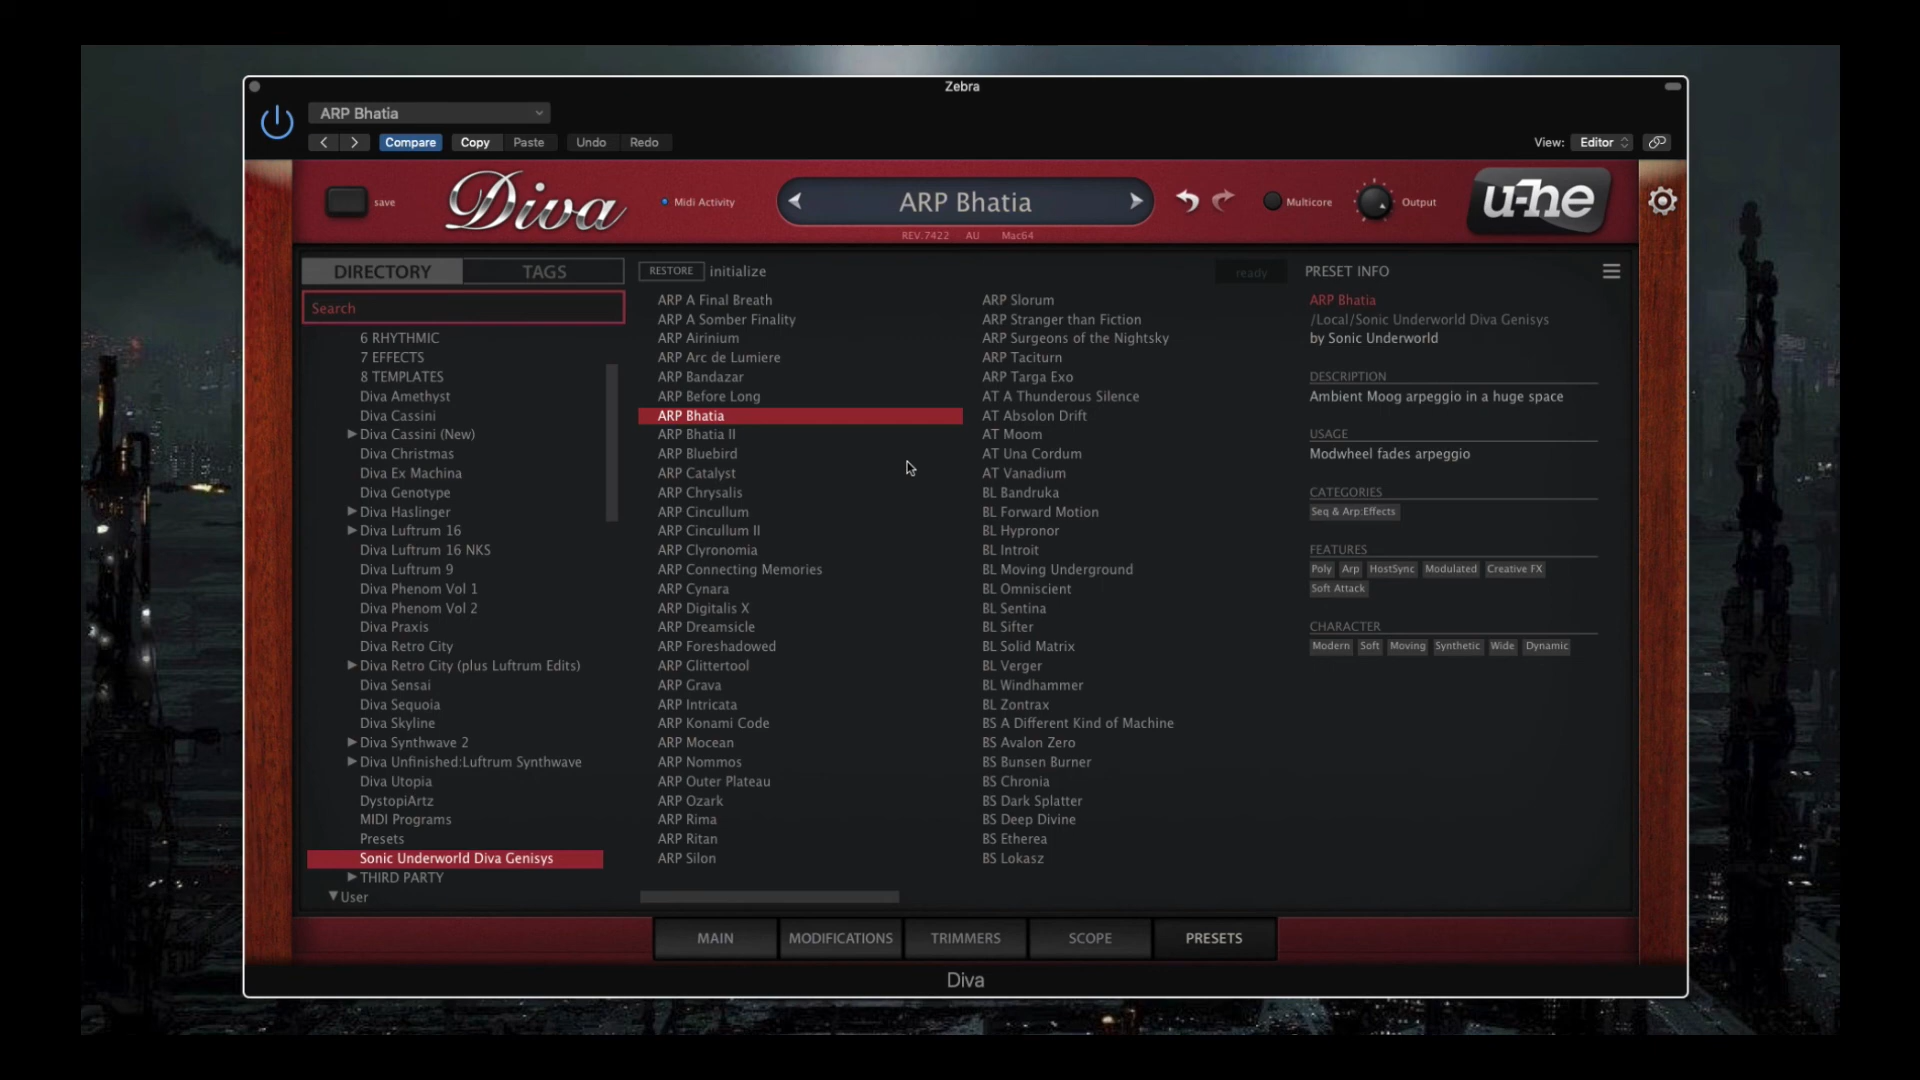 Zebra
ARP Bhatia
Compare Copy Paste Undo Redo
View: Editor
save
Diva
Midi Activity
ARP Bhatia
REV.7422 AU Mac64
Multicore
Output
u-he
DIRECTORY TAGS
Search
6 RHYTHMIC
7 EFFECTS
8 TEMPLATES
Diva Amethyst
Diva Cassini
Diva Cassini (New)
Diva Christmas
Diva Ex Machina
Diva Genotype
Diva Haslinger
Diva Luftrum 16
Diva Luftrum 16 NKS
Diva Luftrum 9
Diva Phenom Vol 1
Diva Phenom Vol 2
Diva Praxis
Diva Retro City
Diva Retro City (plus Luftrum Edits)
Diva Sensai
Diva Sequoia
Diva Skyline
Diva Synthwave 2
Diva Unfinished:Luftrum Synthwave
Diva Utopia
DystopiArtz
MIDI Programs
Presets
Sonic Underworld Diva Genisys
THIRD PARTY
User
RESTORE initialize
ready
ARP A Final Breath
ARP A Somber Finality
ARP Airinium
ARP Arc de Lumiere
ARP Bandazar
ARP Before Long
ARP Bhatia
ARP Bhatia II
ARP Bluebird
ARP Catalyst
ARP Chrysalis
ARP Cincullum
ARP Cincullum II
ARP Clyronomia
ARP Connecting Memories
ARP Cynara
ARP Digitalis X
ARP Dreamsicle
ARP Foreshadowed
ARP Glittertool
ARP Grava
ARP Intricata
ARP Konami Code
ARP Mocean
ARP Nommos
ARP Outer Plateau
ARP Ozark
ARP Rima
ARP Ritan
ARP Silon
ARP Slorum
ARP Stranger than Fiction
ARP Surgeons of the Nightsky
ARP Taciturn
ARP Targa Exo
AT A Thunderous Silence
AT Absolon Drift
AT Moom
AT Una Cordum
AT Vanadium
BL Bandruka
BL Forward Motion
BL Hypronor
BL Introit
BL Moving Underground
BL Omniscient
BL Sentina
BL Sifter
BL Solid Matrix
BL Verger
BL Windhammer
BL Zontrax
BS A Different Kind of Machine
BS Avalon Zero
BS Bunsen Burner
BS Chronia
BS Dark Splatter
BS Deep Divine
BS Etherea
BS Lokasz
PRESET INFO
ARP Bhatia
/Local/Sonic Underworld Diva Genisys
by Sonic Underworld
DESCRIPTION
Ambient Moog arpeggio in a huge space
USAGE
Modwheel fades arpeggio
CATEGORIES
Seq & Arp:Effects
FEATURES
Poly Arp HostSync Modulated Creative FX
Soft Attack
CHARACTER
Modern Soft Moving Synthetic Wide Dynamic
MAIN MODIFICATIONS TRIMMERS SCOPE PRESETS
Diva